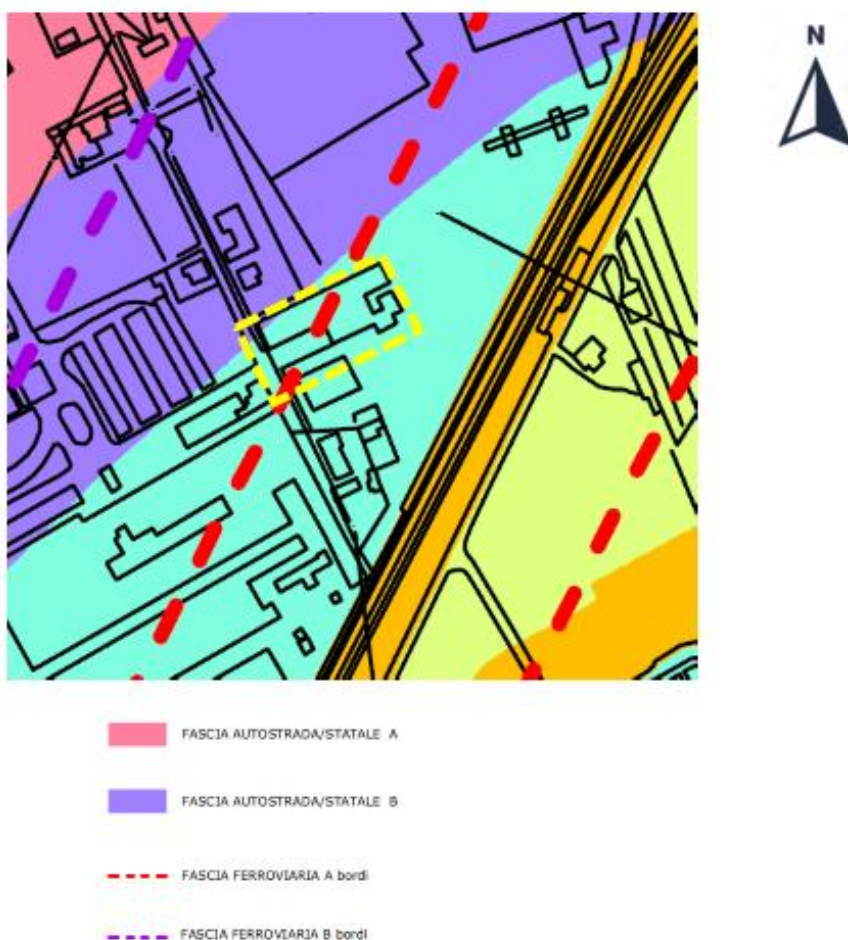 N
FASCIA AUTOSTRADA/STATALE A
FASCIA AUTOSTRADA/STATALE B
FASCIA FERROVIARIA A bordi
FASCIA FERROVIARIA B bordi